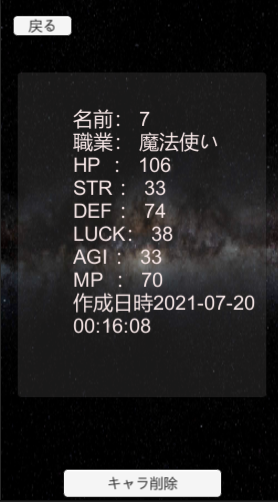 戻る
名前： 7
職業： 魔法使い
HP ： 106
STR ： 33
DEF ： 74
LUCK： 38
AGI ： 33
MP ： 70
作成日時2021-07-20
00:16:08
キャラ削除